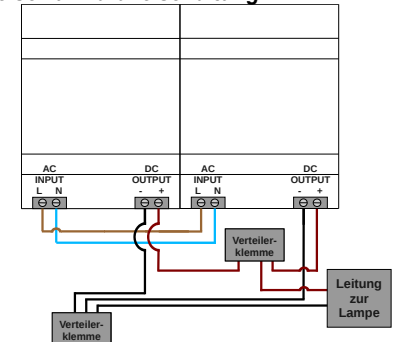 AC DC AC DC
INPUT OUTPUT INPUT OUTPUT
L N - + L N - +
Verteiler-
klemme
Leitung
zur
Lampe
Verteiler-
klemme